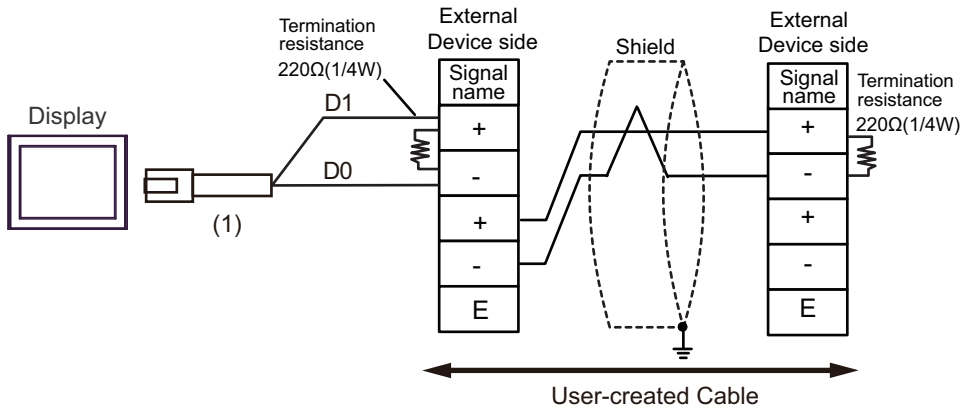 Display
(1)
D1
D0
Termination
resistance
220Ω(1/4W)
External
Device side
Signal
name
+
-
+
-
E
Shield
External
Device side
Signal
name
+
-
+
-
E
Termination
resistance
220Ω(1/4W)
User-created Cable